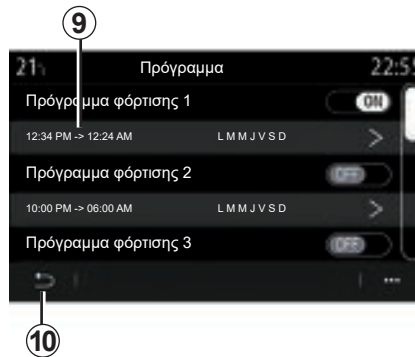 9
21
Πρόγραμμα
22:5
Πρόγραμμα φόρτισης 1
ON
12:34 PM -> 12:24 AM L M M J V S D
Πρόγραμμα φόρτισης 2
OFF
10:00 PM -> 06:00 AM L M M J V S D
Πρόγραμμα φόρτισης 3
OFF
10